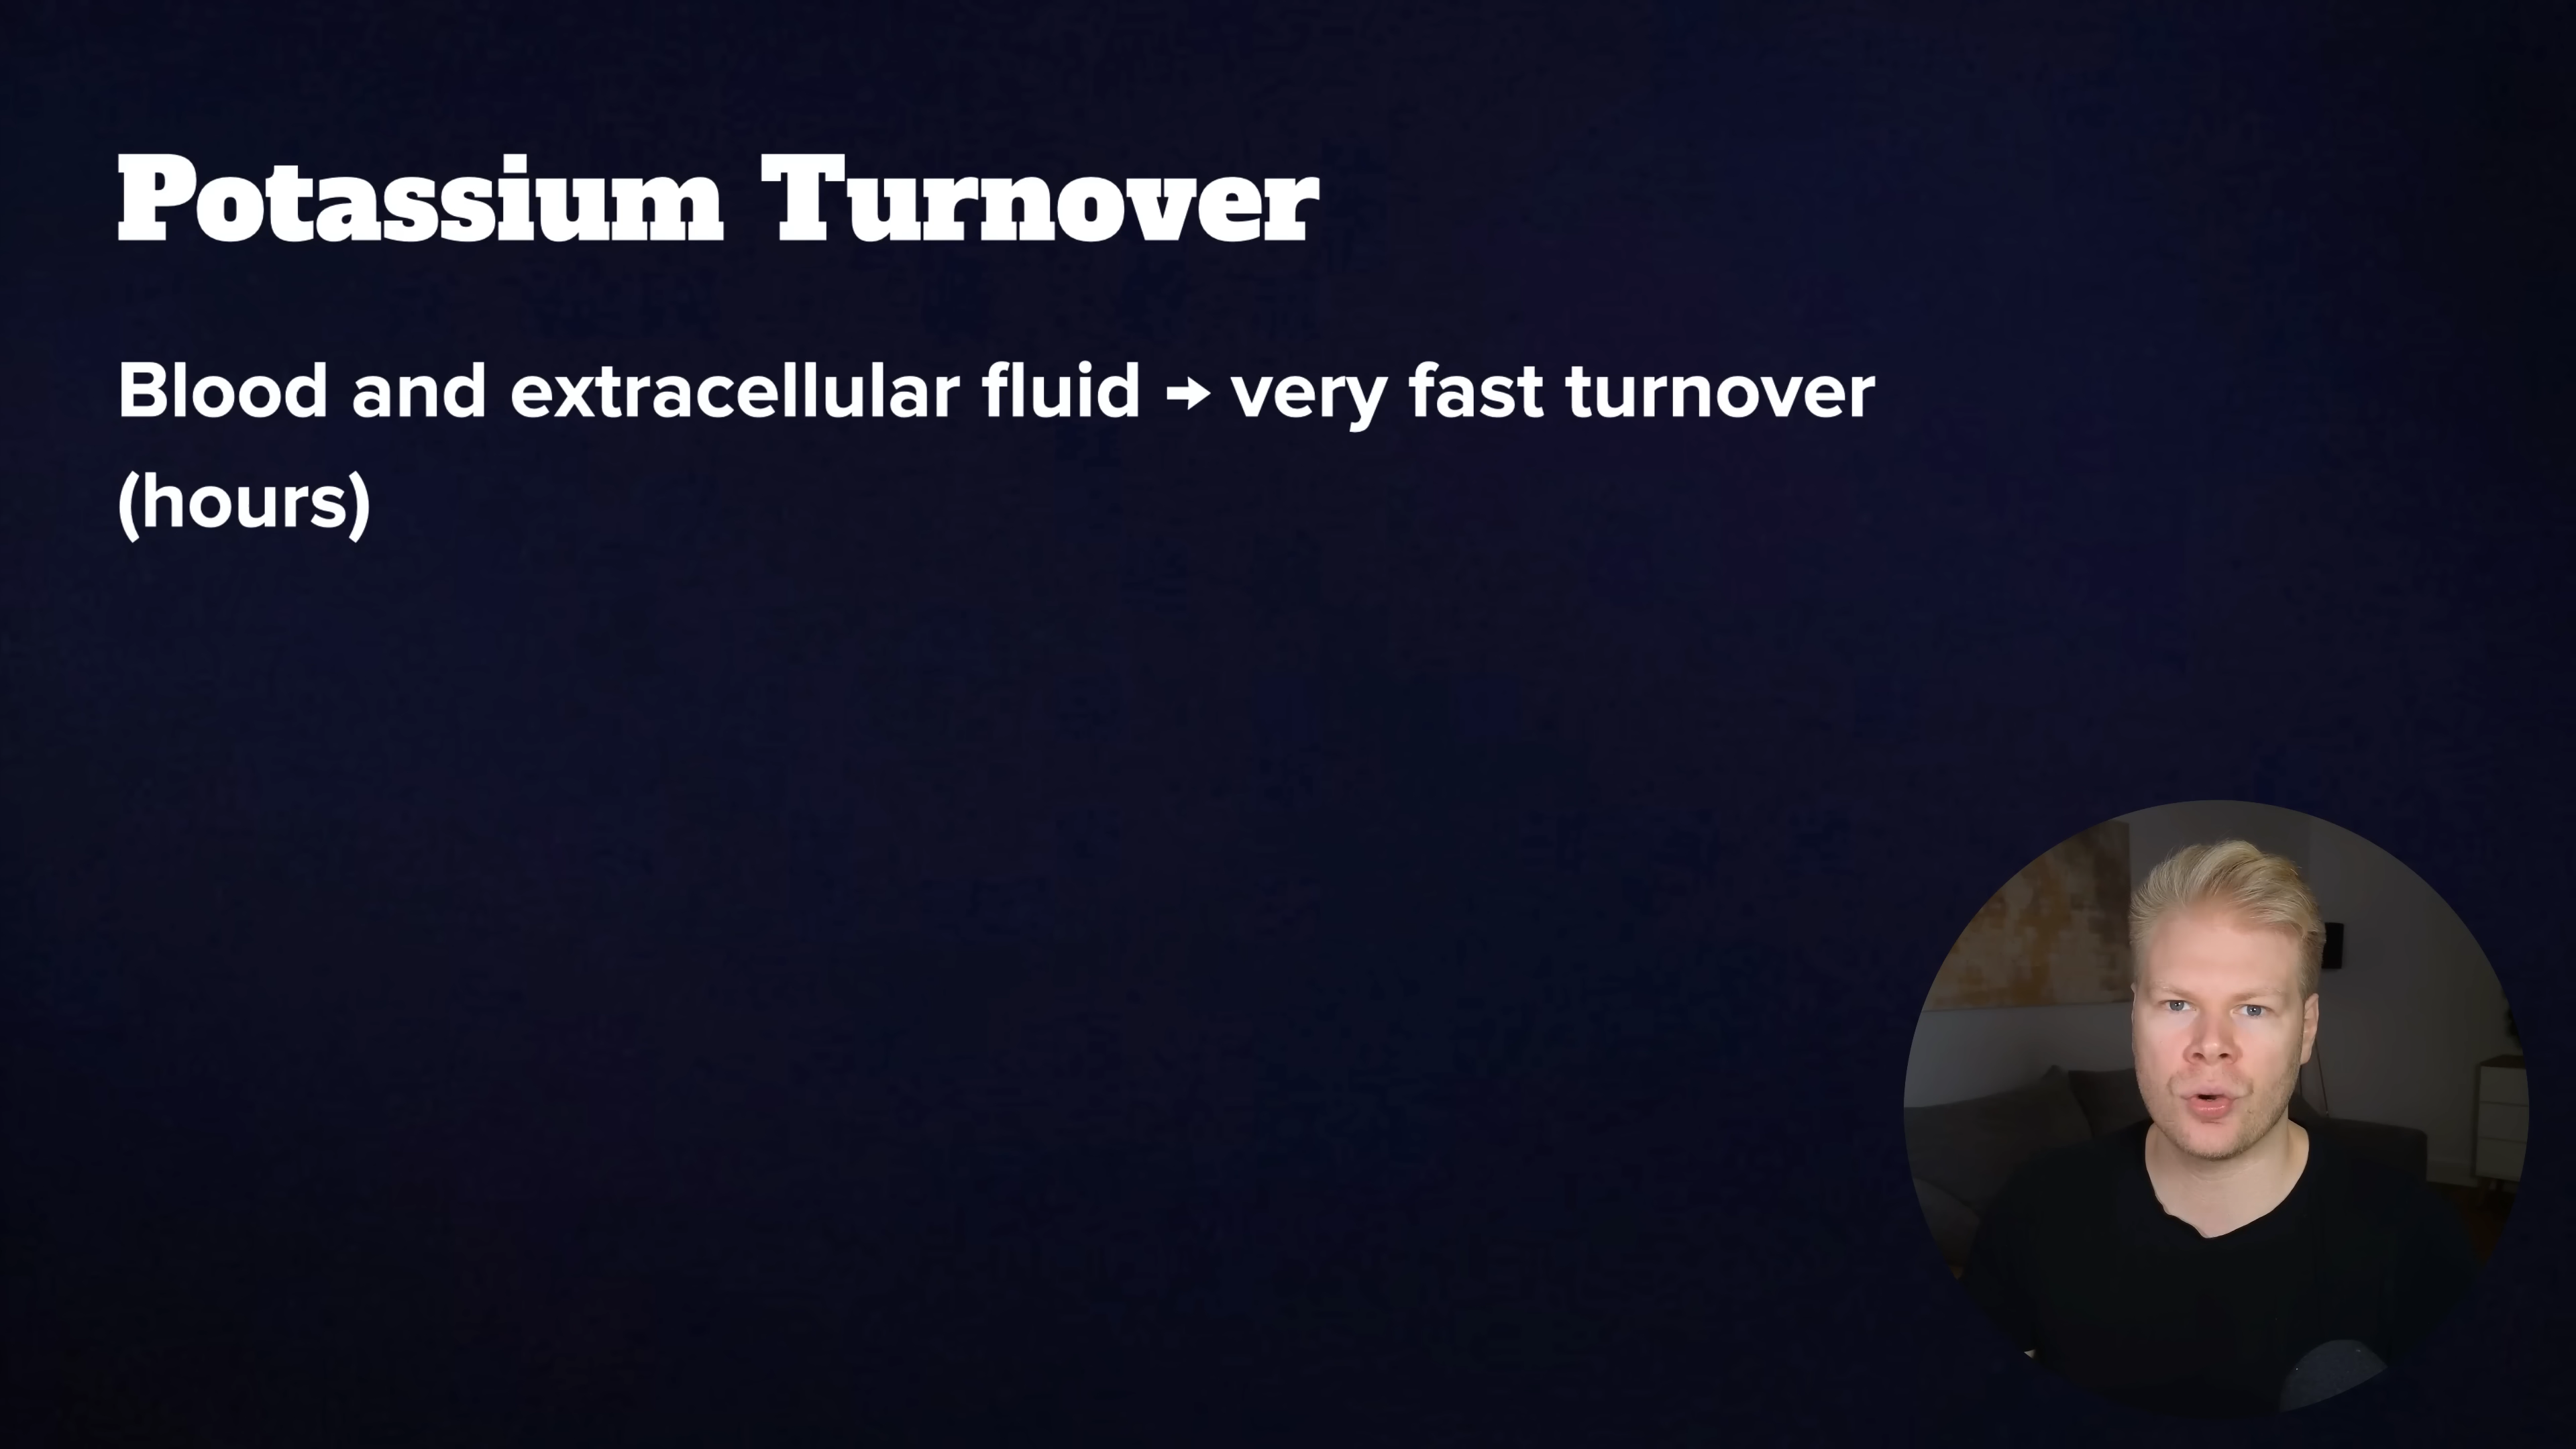 Potassium Turnover
Blood and extracellular fluid → very fast turnover
(hours)